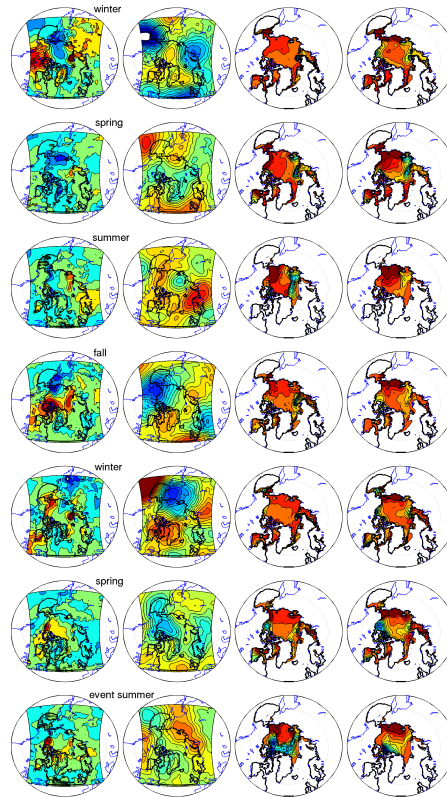 winter
spring
summer
fall
winter
spring
event summer